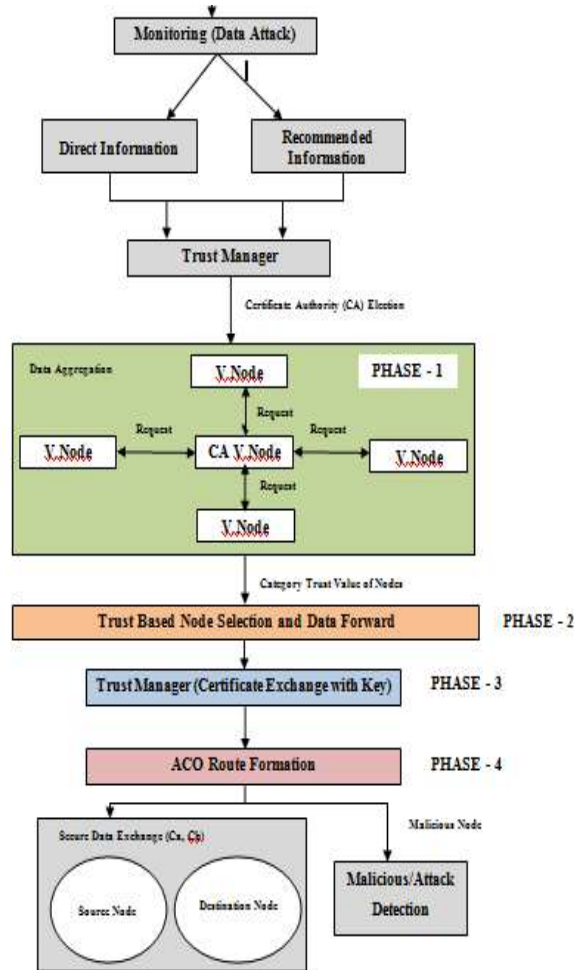 Monitoring (Data Attack)
Direct Information
Recommended
Information
Trust Manager
Certificate Authority (CA) Election
Data Aggregation
V.Node
PHASE - 1
Request
Request
Request
V.Node
CA V.Node
V.Node
Request
V.Node
Category Trust Value of Nodes
Trust Based Node Selection and Data Forward
PHASE - 2
Trust Manager (Certificate Exchange with Key)
PHASE - 3
ACO Route Formation
PHASE - 4
Malicious Node
Secure Data Exchange (Ca, Cb)
Source Node
Destination Node
Malicious/Attack
Detection